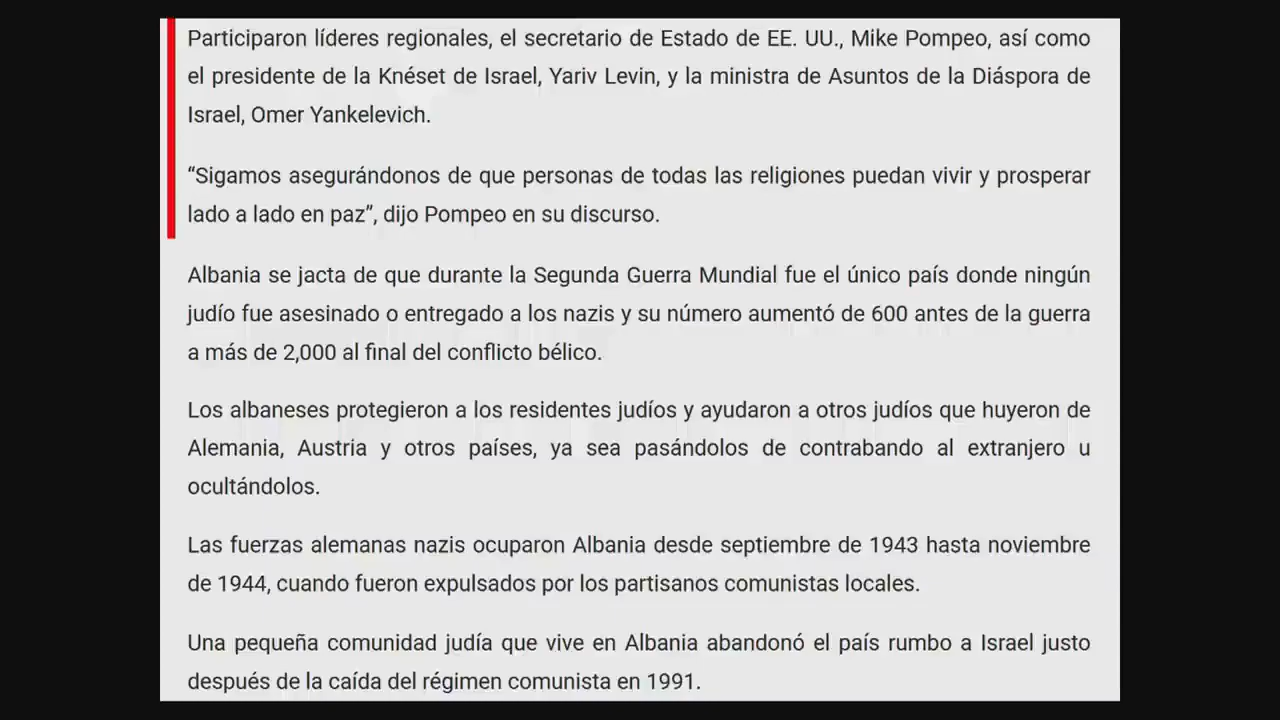 Participaron líderes regionales, el secretario de Estado de EE. UU., Mike Pompeo, así como
el presidente de la Knéset de Israel, Yariv Levin, y la ministra de Asuntos de la Diáspora de
Israel, Omer Yankelevich.
“Sigamos asegurándonos de que personas de todas las religiones puedan vivir y prosperar
lado a lado en paz”, dijo Pompeo en su discurso.
Albania se jacta de que durante la Segunda Guerra Mundial fue el único país donde ningún
judío fue asesinado o entregado a los nazis y su número aumentó de 600 antes de la guerra
a más de 2,000 al final del conflicto bélico.
Los albaneses protegieron a los residentes judíos y ayudaron a otros judíos que huyeron de
Alemania, Austria y otros países, ya sea pasándolos de contrabando al extranjero u
ocultándolos.
Las fuerzas alemanas nazis ocuparon Albania desde septiembre de 1943 hasta noviembre
de 1944, cuando fueron expulsados por los partisanos comunistas locales.
Una pequeña comunidad judía que vive en Albania abandonó el país rumbo a Israel justo
después de la caída del régimen comunista en 1991.